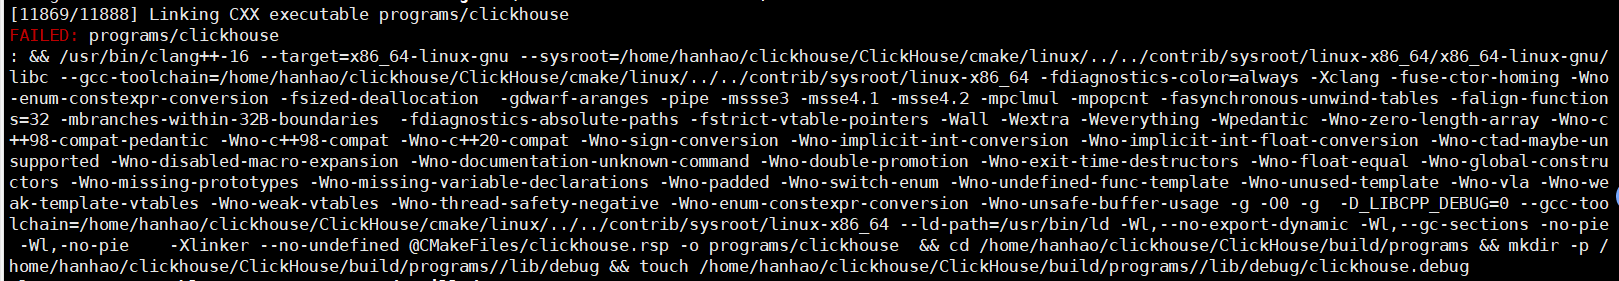 [11869/11888] Linking CXX executable programs/clickhouse
FAILED: programs/clickhouse
: && /usr/bin/clang++-16 --target=x86_64-linux-gnu --sysroot=/home/hanhao/clickhouse/ClickHouse/cmake/linux/../../contrib/sysroot/linux-x86_64/x86_64-linux-gnu/
libc --gcc-toolchain=/home/hanhao/clickhouse/ClickHouse/cmake/linux/../../contrib/sysroot/linux-x86_64 -fdiagnostics-color=always -Xclang -fuse-ctor-homing -Wno
-enum-constexpr-conversion -fsized-deallocation  -gdwarf-aranges -pipe -mssse3 -msse4.1 -msse4.2 -mpclmul -mpopcnt -fasynchronous-unwind-tables -falign-function
s=32 -mbranches-within-32B-boundaries  -fdiagnostics-absolute-paths -fstrict-vtable-pointers -Wall -Wextra -Weverything -Wpedantic -Wno-zero-length-array -Wno-c
++98-compat-pedantic -Wno-c++98-compat -Wno-c++20-compat -Wno-sign-conversion -Wno-implicit-int-conversion -Wno-implicit-int-float-conversion -Wno-ctad-maybe-un
supported -Wno-disabled-macro-expansion -Wno-documentation-unknown-command -Wno-double-promotion -Wno-exit-time-destructors -Wno-float-equal -Wno-global-constru
ctors -Wno-missing-prototypes -Wno-missing-variable-declarations -Wno-padded -Wno-switch-enum -Wno-undefined-func-template -Wno-unused-template -Wno-vla -Wno-we
ak-template-vtables -Wno-weak-vtables -Wno-thread-safety-negative -Wno-enum-constexpr-conversion -Wno-unsafe-buffer-usage -g -O0 -g  -D_LIBCPP_DEBUG=0 --gcc-too
lchain=/home/hanhao/clickhouse/ClickHouse/cmake/linux/../../contrib/sysroot/linux-x86_64 --ld-path=/usr/bin/ld -Wl,--no-export-dynamic -Wl,--gc-sections -no-pie
 -Wl,-no-pie    -Xlinker --no-undefined @CMakeFiles/clickhouse.rsp -o programs/clickhouse  && cd /home/hanhao/clickhouse/ClickHouse/build/programs && mkdir -p /
home/hanhao/clickhouse/ClickHouse/build/programs//lib/debug && touch /home/hanhao/clickhouse/ClickHouse/build/programs//lib/debug/clickhouse.debug